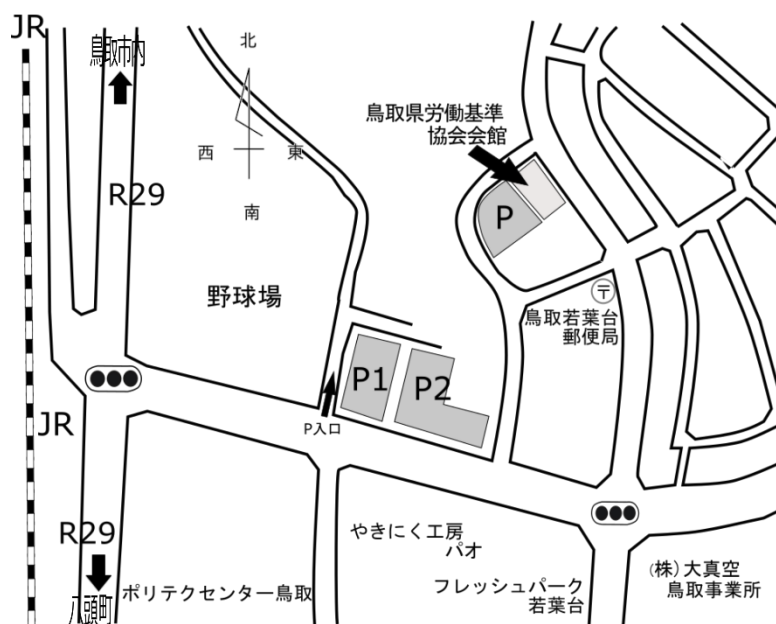 JR
鳥取市内
北
西
東
南
R29
鳥取県労働基準
協会会館
P
野球場
〒
鳥取若葉台
郵便局
P1
P2
P入口
JR
R29
八頭町
ポリテクセンター鳥取
やきにく工房
パオ
フレッシュパーク
若葉台
(株)大真空
鳥取事業所